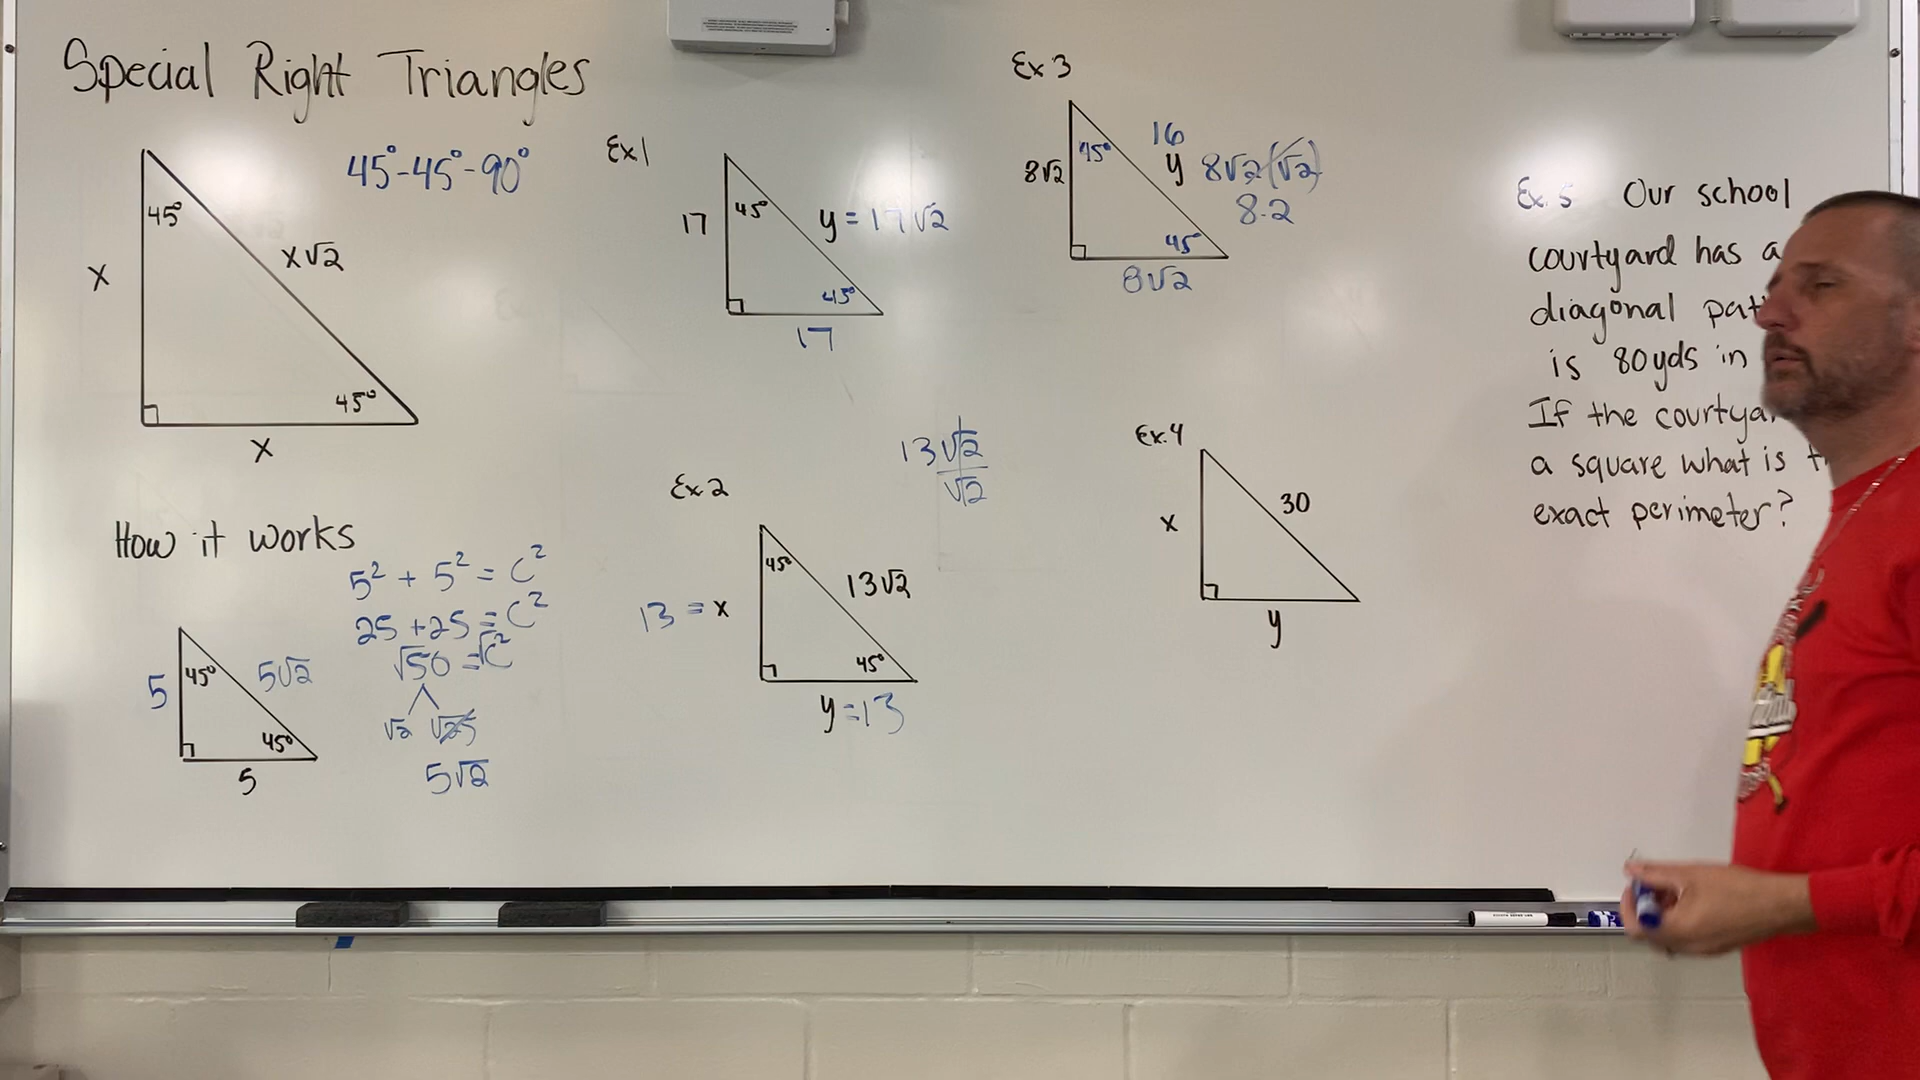 Special Right Triangles
45°-45°-90°
45°
x
x√2
45°
x
How it works
5² + 5² = C²
25 + 25 = C²
√50 = √C²
√2 √25
5√2
5
45°
5√2
45°
5
Ex 1
17
45°
y = 17√2
45°
17
Ex 2
13√2
√2
45°
13√2
13 = x
45°
y = 13
Ex 3
8√2
45°
16
y 8√2(√2)
8·2
45°
8√2
Ex. 4
x
30
y
Ex. 5 Our school
courtyard has a
diagonal
is 80yds in
If the
a square what is
exact perimeter?